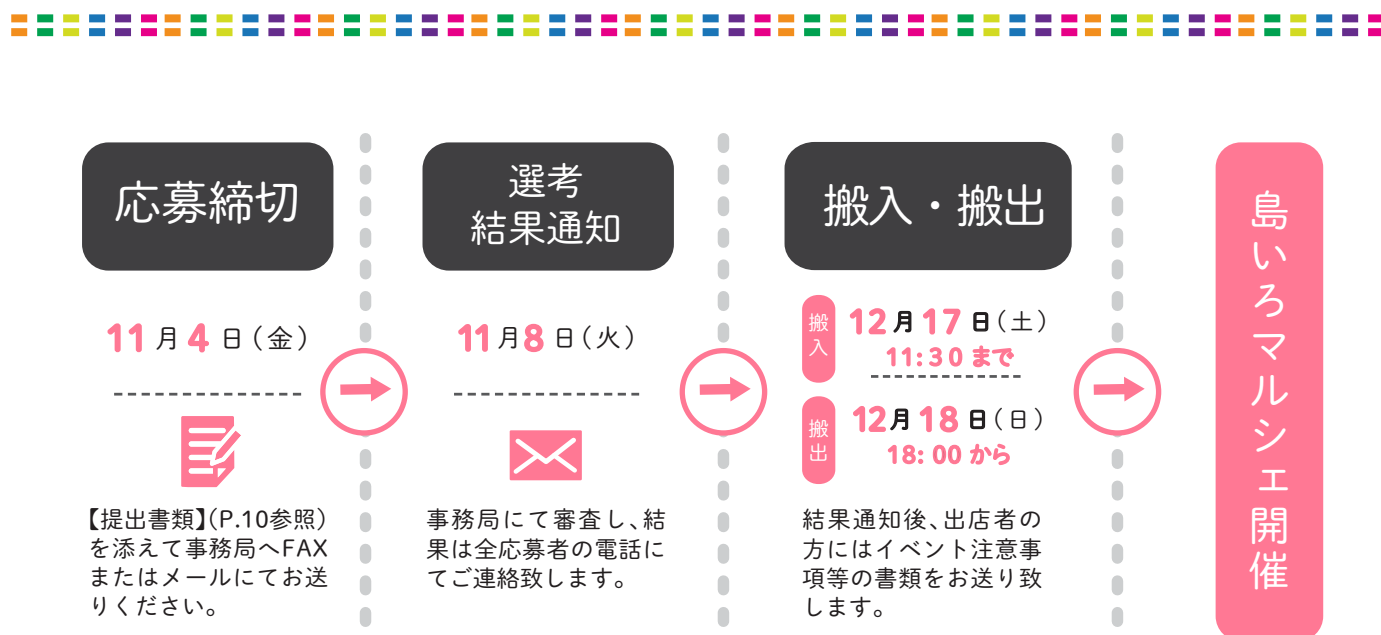 応募締切
11月4日(金)
【提出書類】(P.10参照)
を添えて事務局へFAX
またはメールにてお送
りください。
選考
結果通知
11月8日(火)
事務局にて審査し、結
果は全応募者の電話に
てご連絡致します。
搬入・搬出
搬入
12月17日(土)
11:30まで
搬出
12月18日(日)
18:00から
結果通知後、出店者の
方にはイベント注意事
項等の書類をお送り致
します。
島いろマルシェ開催